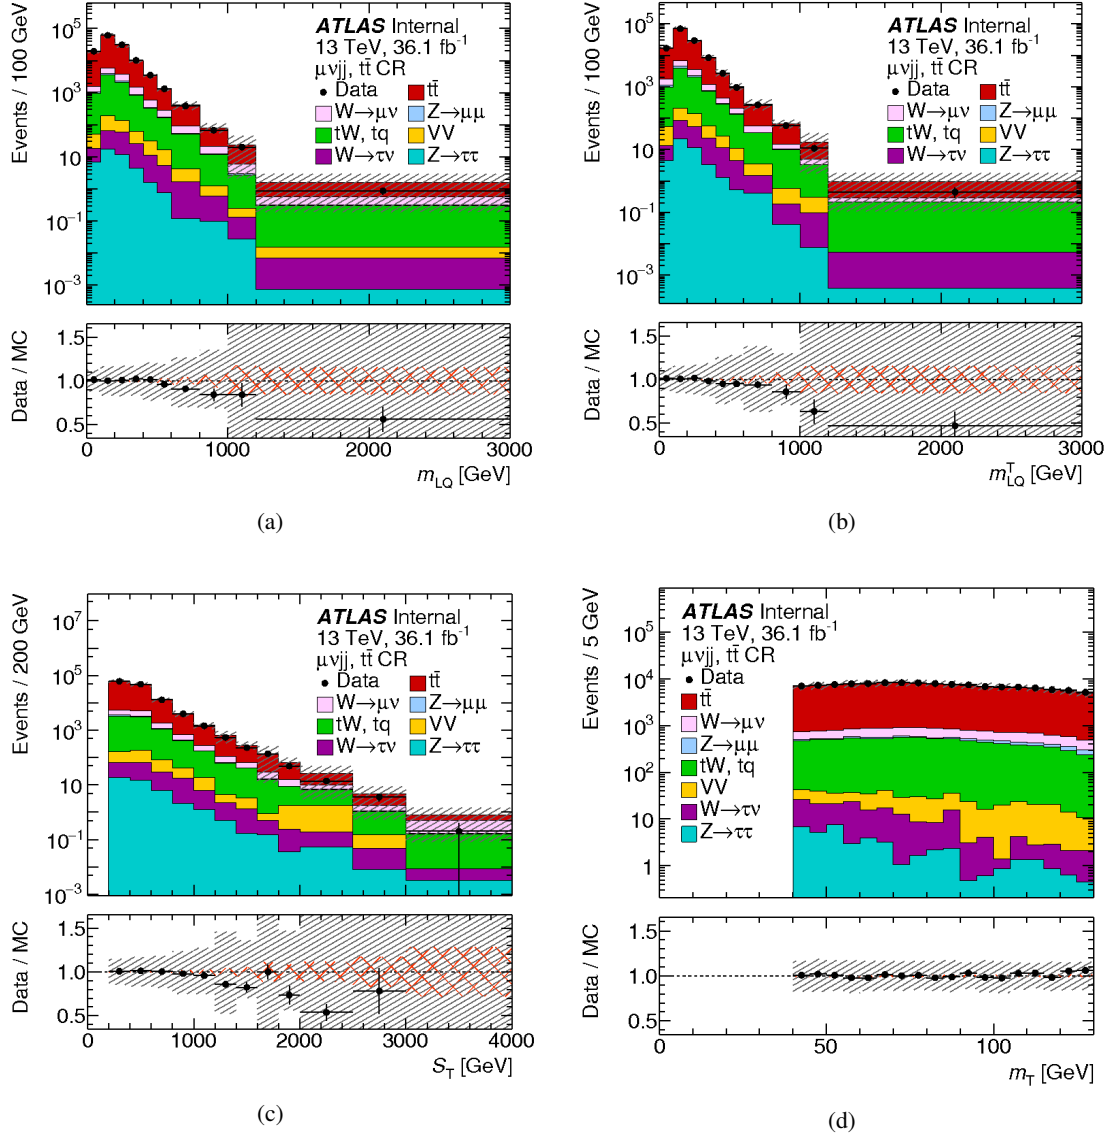 Events / 100 GeV
10⁵
10³
10
10⁻¹
10⁻³
ATLAS Internal
13 TeV, 36.1 fb⁻¹
μνjj, tt̄ CR
Data
tt̄
W→μν
Z→μμ
tW, tq
VV
W→τν
Z→ττ
Data / MC
1.5
1.0
0.5
0 1000 2000 3000
m_LQ [GeV]
(a)
Events / 100 GeV
10⁵
10³
10
10⁻¹
10⁻³
ATLAS Internal
13 TeV, 36.1 fb⁻¹
μνjj, tt̄ CR
Data
tt̄
W→μν
Z→μμ
tW, tq
VV
W→τν
Z→ττ
Data / MC
1.5
1.0
0.5
0 1000 2000 3000
m_LQ^T [GeV]
(b)
Events / 200 GeV
10⁷
10⁵
10³
10
10⁻¹
10⁻³
ATLAS Internal
13 TeV, 36.1 fb⁻¹
μνjj, tt̄ CR
Data
tt̄
W→μν
Z→μμ
tW, tq
VV
W→τν
Z→ττ
Data / MC
1.5
1.0
0.5
0 1000 2000 3000 4000
S_T [GeV]
(c)
Events / 5 GeV
10⁵
10⁴
10³
10²
10
1
ATLAS Internal
13 TeV, 36.1 fb⁻¹
μνjj, tt̄ CR
Data
tt̄
W→μν
Z→μμ
tW, tq
VV
W→τν
Z→ττ
Data / MC
1.5
1.0
0.5
0 50 100
m_T [GeV]
(d)